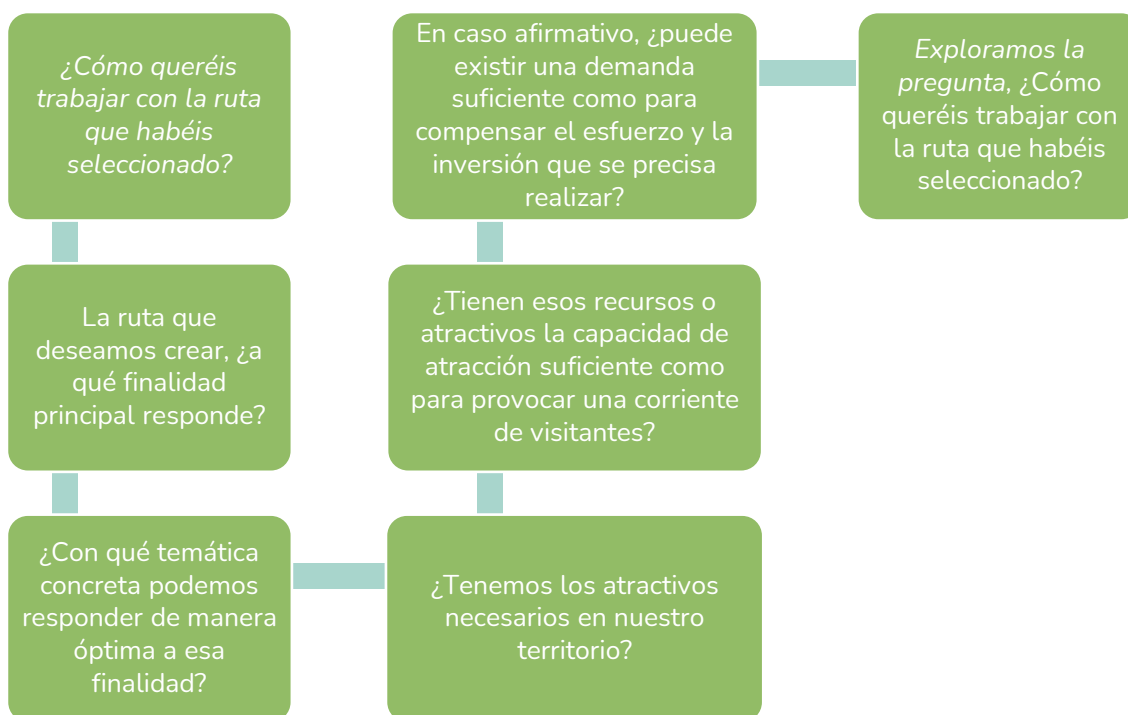 ¿Cómo queréis
trabajar con la ruta
que habéis
seleccionado?
La ruta que
deseamos crear, ¿a
qué finalidad
principal responde?
¿Con qué temática
concreta podemos
responder de manera
óptima a esa
finalidad?
¿Tenemos los atractivos
necesarios en nuestro
territorio?
¿Tienen esos recursos o
atractivos la capacidad de
atracción suficiente como
para provocar una corriente
de visitantes?
En caso afirmativo, ¿puede
existir una demanda
suficiente como para
compensar el esfuerzo y la
inversión que se precisa
realizar?
Exploramos la
pregunta, ¿Cómo
queréis trabajar con
la ruta que habéis
seleccionado?